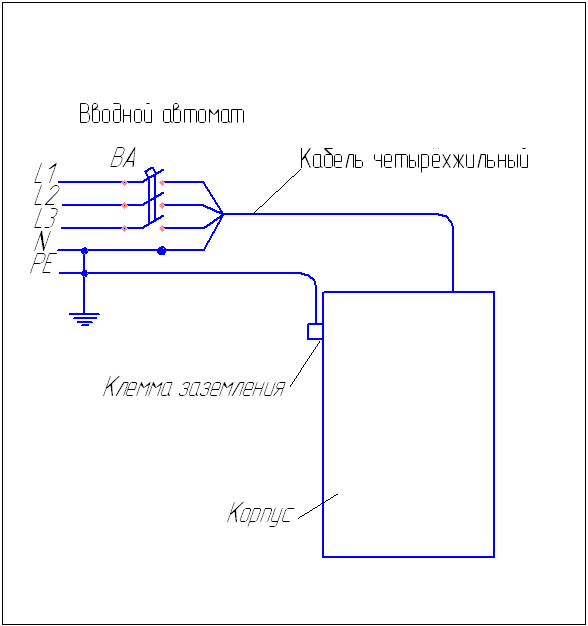 Вводной автомат
ВА
Кабель четырёхжильный
L1
L2
L3
N
PE
Клемма заземления
Корпус